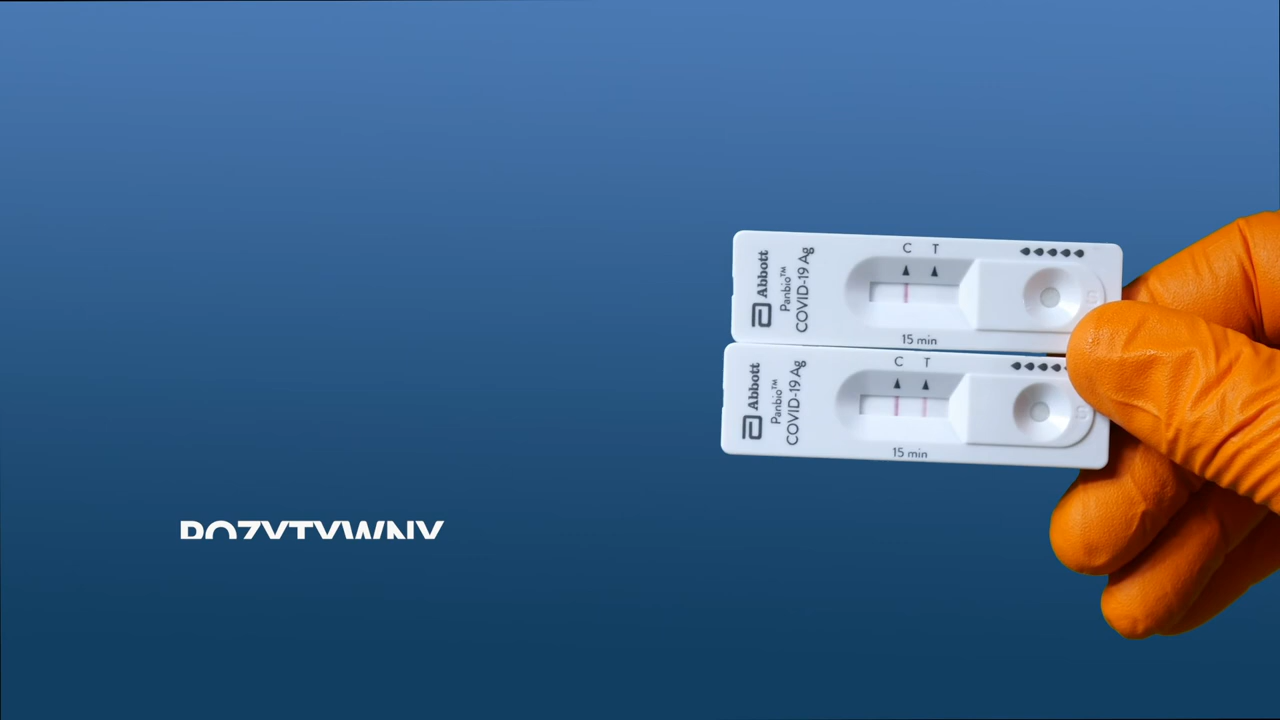 POZYTYWNY
C T
Abbott
Panbio™
COVID-19 Ag
15 min
S
C T
Abbott
Panbio™
COVID-19 Ag
15 min
S